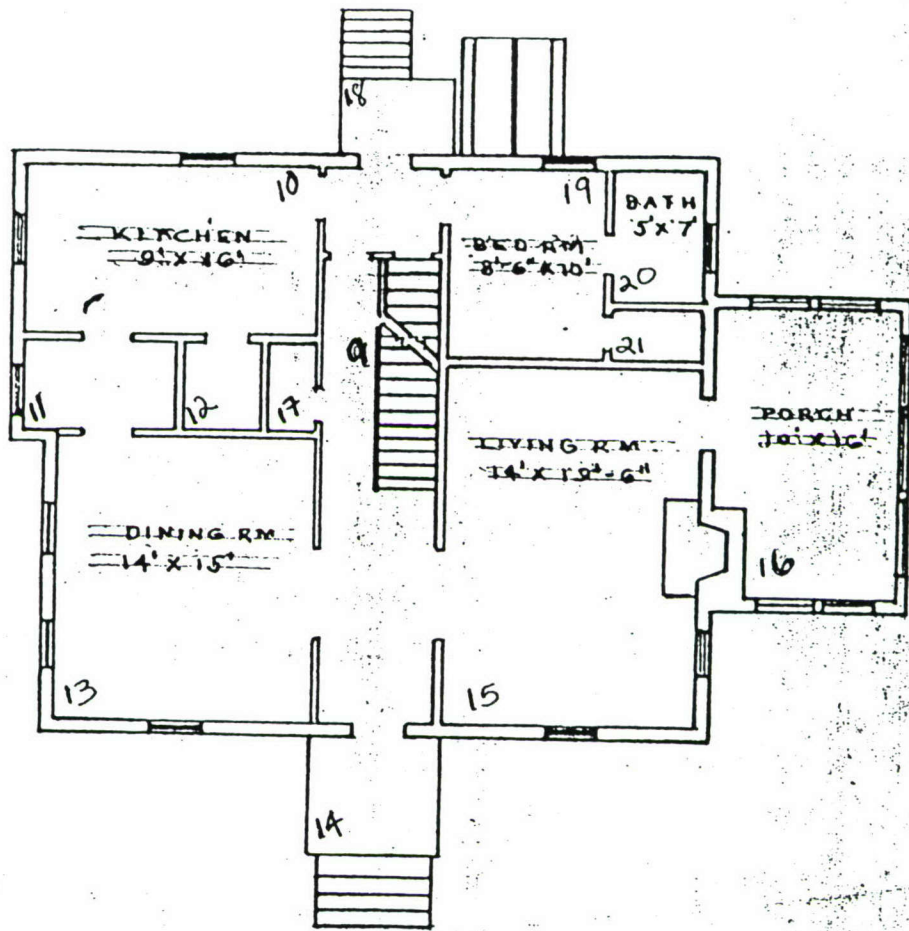 18
10
19
BATH
5' X 7'
KITCHEN
9' X 16'
BED RM
8'-6" X 10'
20
9
21
11
12
17
PORCH
10' X 16'
LIVING RM
14' X 19'-6"
DINING RM
14' X 15'
16
13
15
14